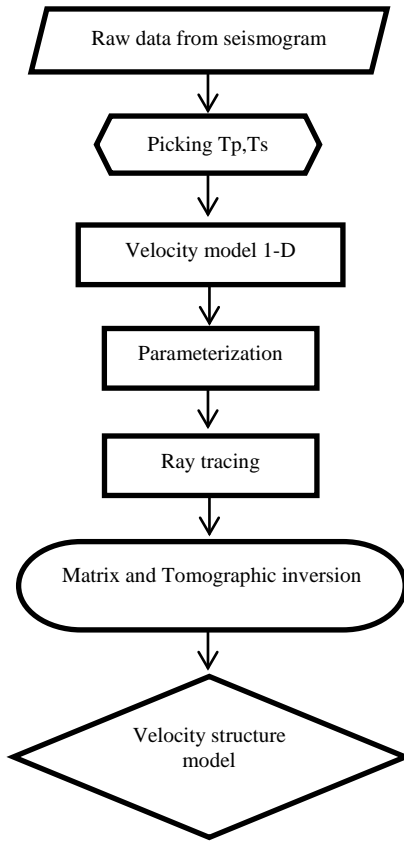 Raw data from seismogram
Picking Tp,Ts
Velocity model 1-D
Parameterization
Ray tracing
Matrix and Tomographic inversion
Velocity structure
model